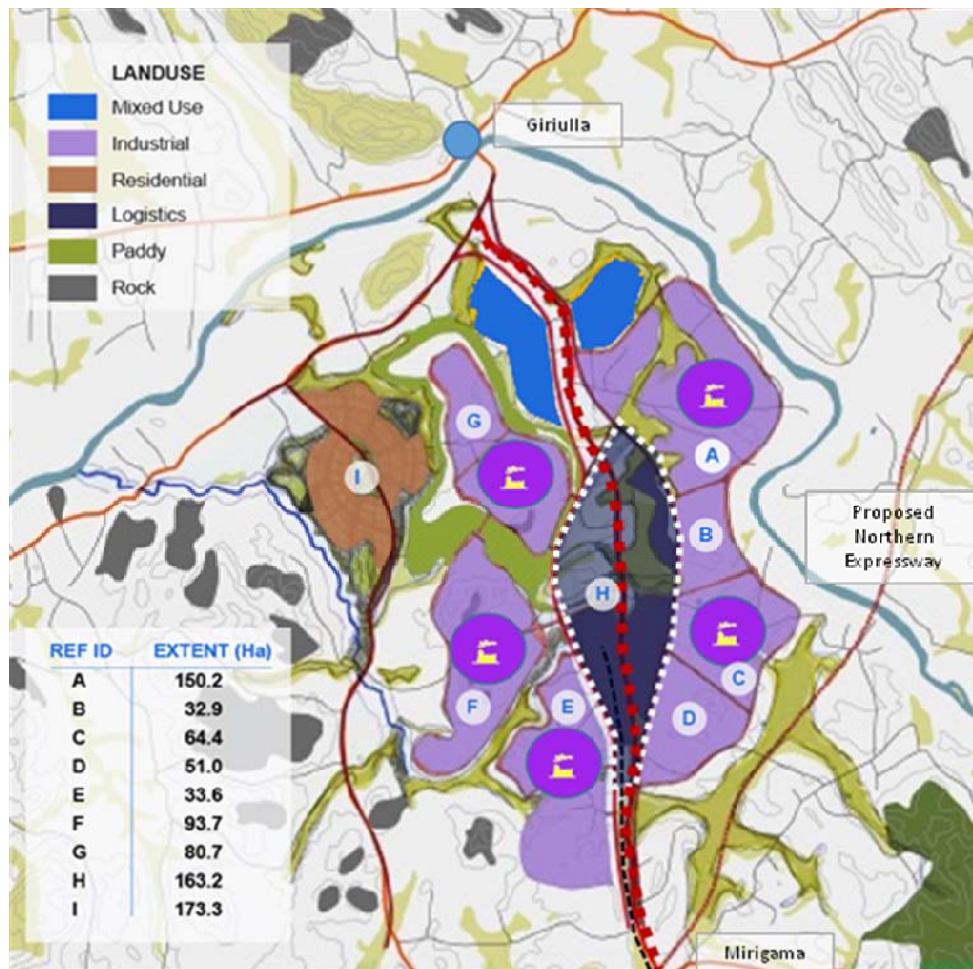 LANDUSE
Mixed Use
Industrial
Residential
Logistics
Paddy
Rock
Giriulla
G
A
I
B
Proposed
Northern
Expressway
H
C
F
E
D
REF ID EXTENT (Ha)
A 150.2
B 32.9
C 64.4
D 51.0
E 33.6
F 93.7
G 80.7
H 163.2
I 173.3
Mirigama